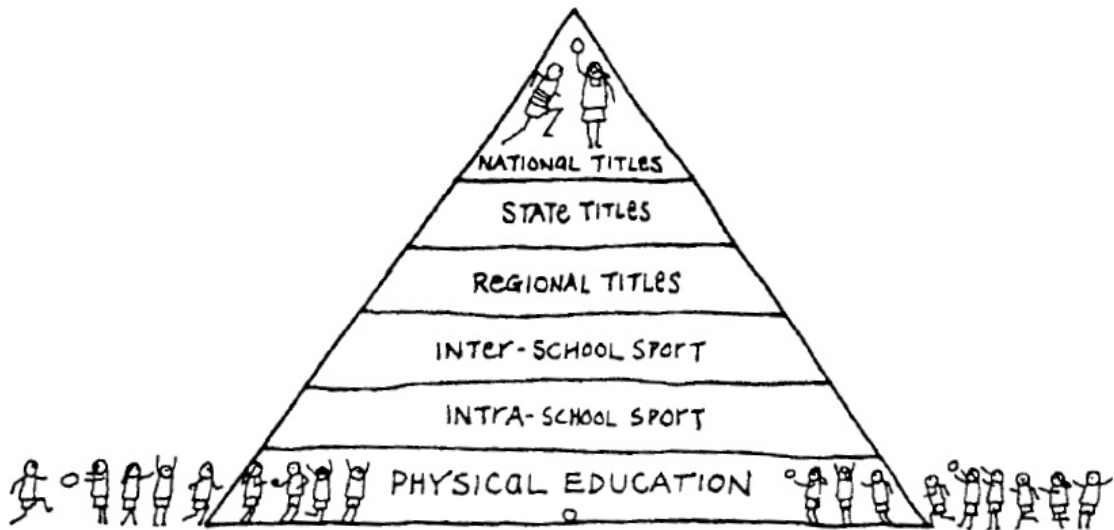 NATIONAL TITLES
STATE TITLES
REGIONAL TITLES
INTER-SCHOOL SPORT
INTRA-SCHOOL SPORT
PHYSICAL EDUCATION